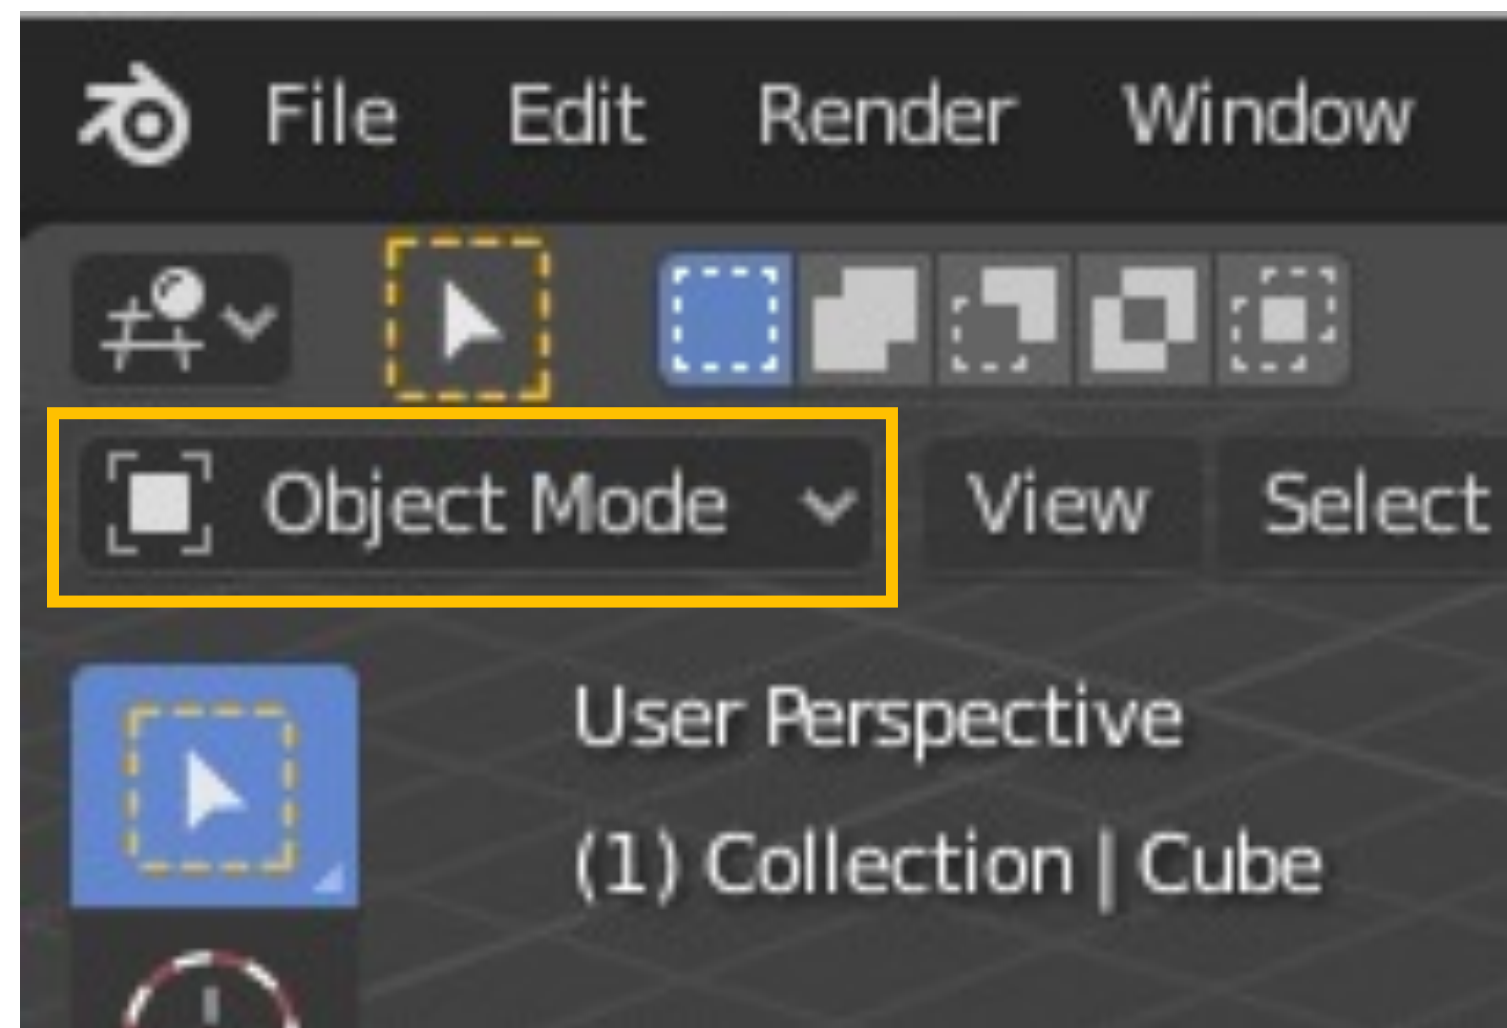 File Edit Render Window
Object Mode View Select
User Perspective
(1) Collection | Cube